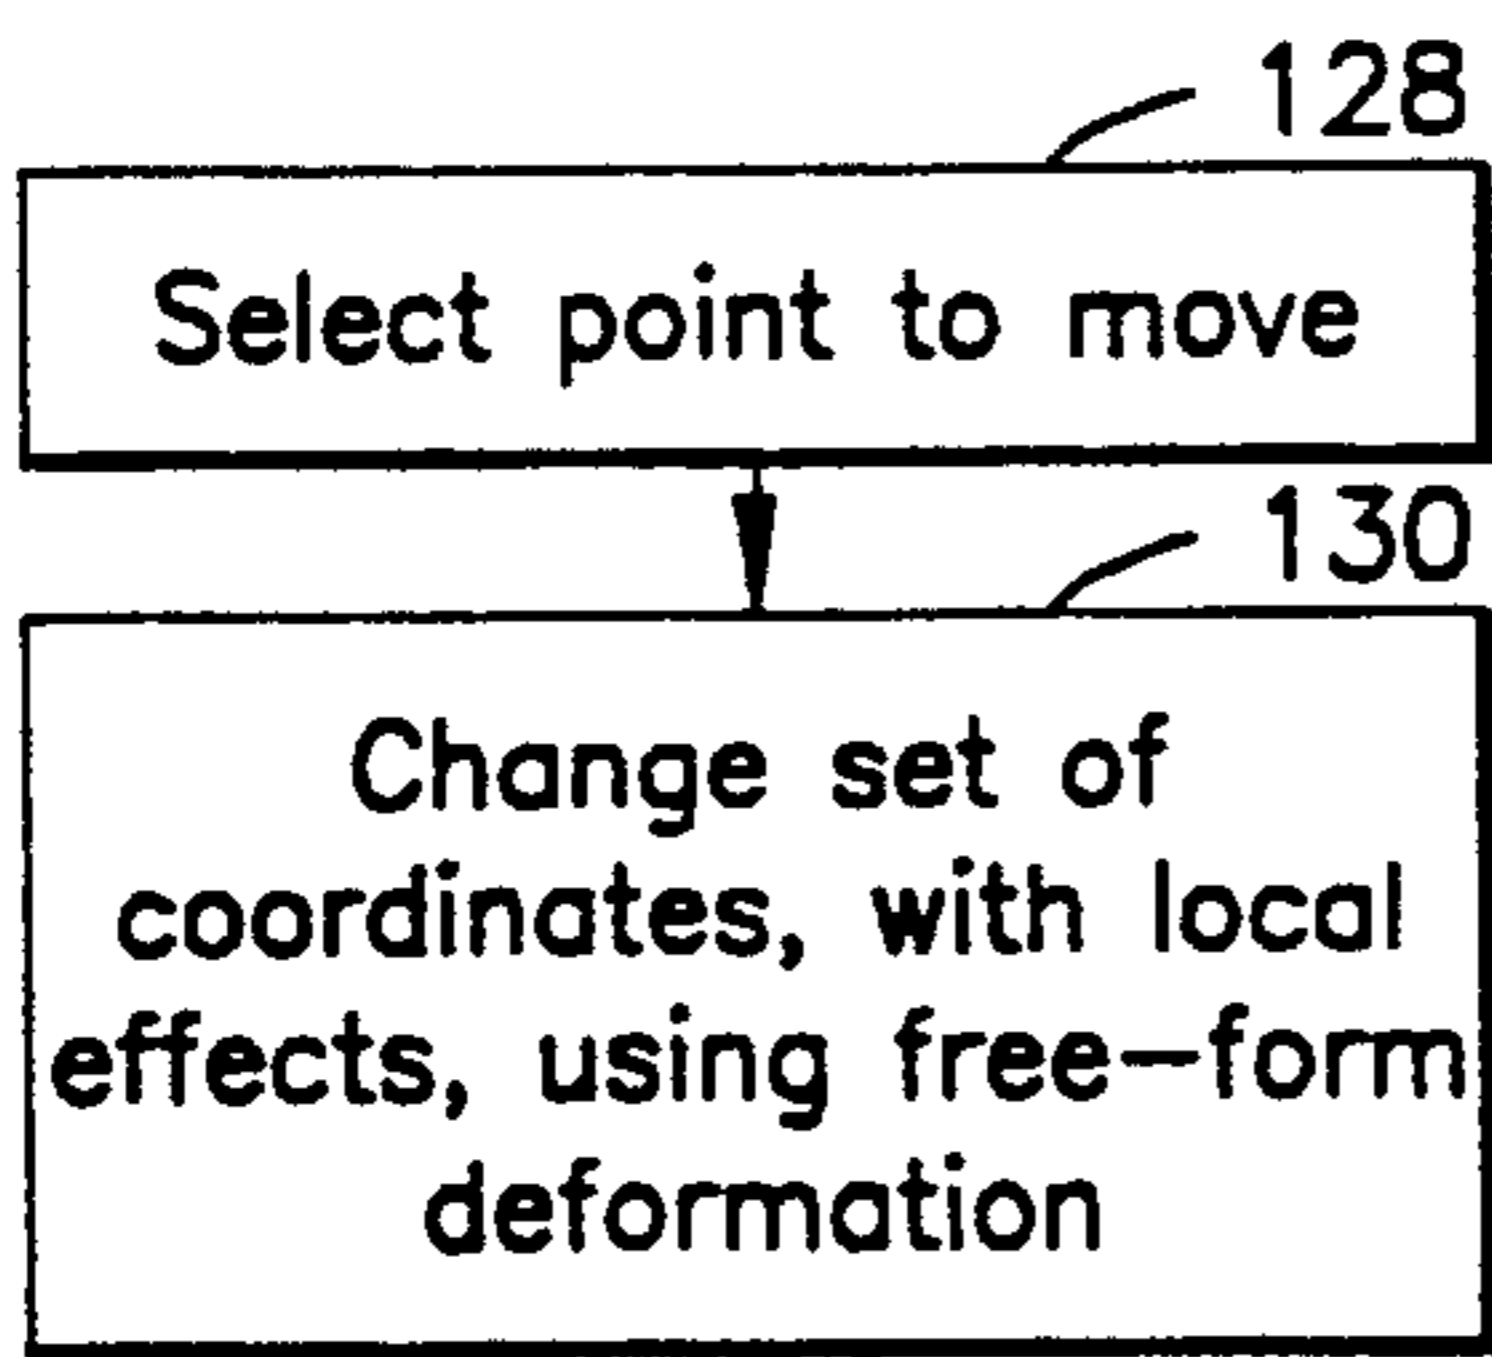 128
Select point to move
130
Change set of
coordinates, with local
effects, using free-form
deformation